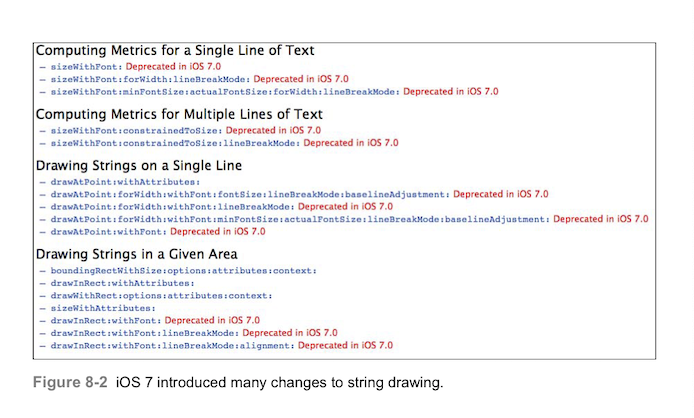 Computing Metrics for a Single Line of Text
– sizeWithFont: Deprecated in iOS 7.0
– sizeWithFont:forWidth:lineBreakMode: Deprecated in iOS 7.0
– sizeWithFont:minFontSize:actualFontSize:forWidth:lineBreakMode: Deprecated in iOS 7.0
Computing Metrics for Multiple Lines of Text
– sizeWithFont:constrainedToSize: Deprecated in iOS 7.0
– sizeWithFont:constrainedToSize:lineBreakMode: Deprecated in iOS 7.0
Drawing Strings on a Single Line
– drawAtPoint:withAttributes:
– drawAtPoint:forWidth:withFont:fontSize:lineBreakMode:baselineAdjustment: Deprecated in iOS 7.0
– drawAtPoint:forWidth:withFont:lineBreakMode: Deprecated in iOS 7.0
– drawAtPoint:forWidth:withFont:minFontSize:actualFontSize:lineBreakMode:baselineAdjustment: Deprecated in iOS 7.0
– drawAtPoint:withFont: Deprecated in iOS 7.0
Drawing Strings in a Given Area
– boundingRectWithSize:options:attributes:context:
– drawInRect:withAttributes:
– drawWithRect:options:attributes:context:
– sizeWithAttributes:
– drawInRect:withFont: Deprecated in iOS 7.0
– drawInRect:withFont:lineBreakMode: Deprecated in iOS 7.0
– drawInRect:withFont:lineBreakMode:alignment: Deprecated in iOS 7.0
Figure 8-2 iOS 7 introduced many changes to string drawing.